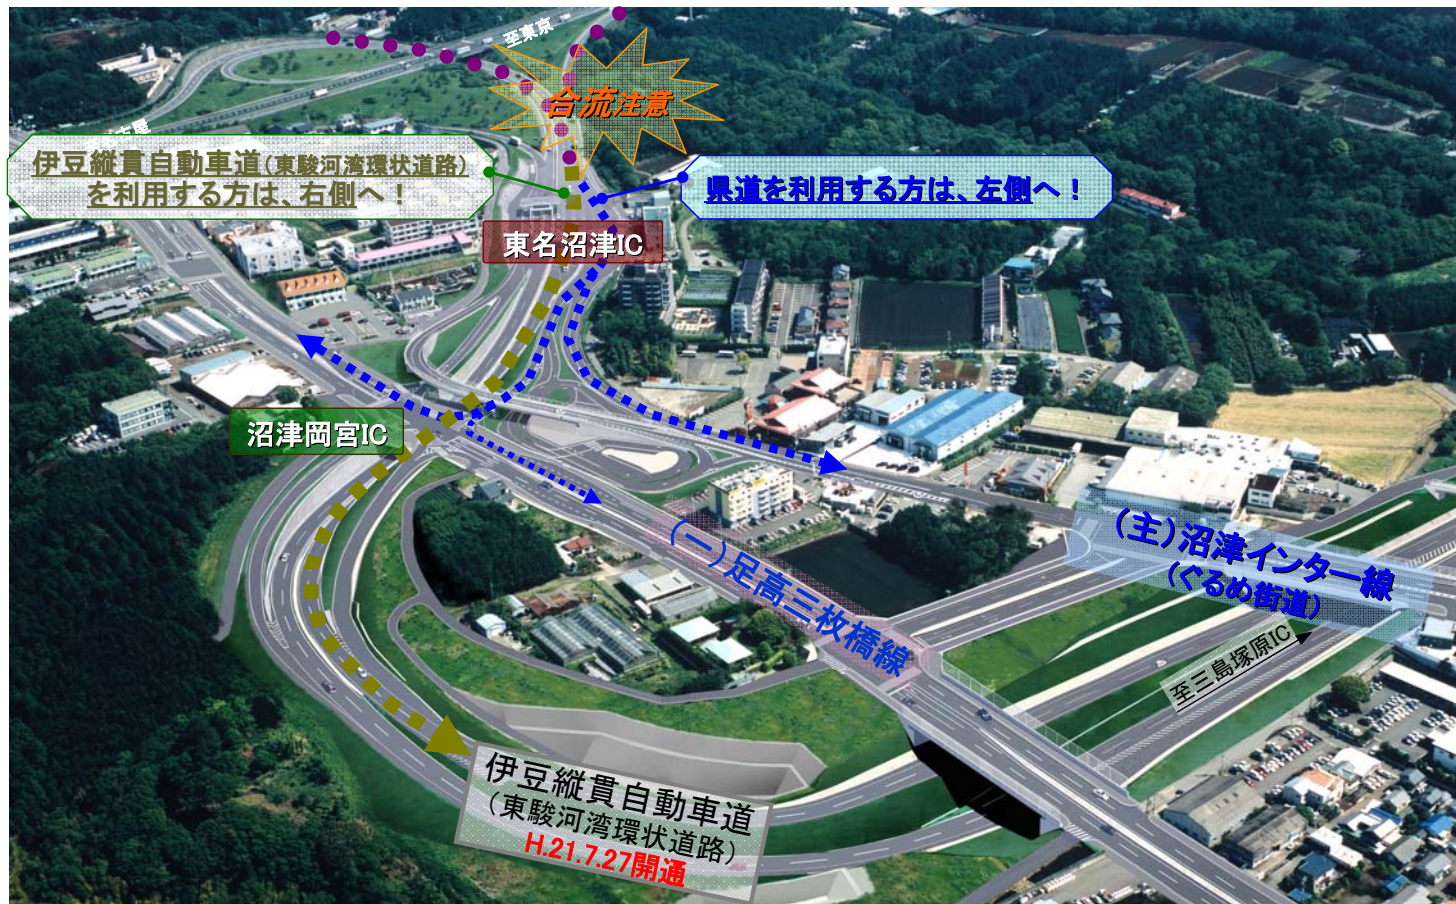 至東京
合流注意
伊豆縦貫自動車道(東駿河湾環状道路)
を利用する方は、右側へ！
県道を利用する方は、左側へ！
東名沼津IC
沼津岡宮IC
(主)沼津インター線
(ぐるめ街道)
(一)足高三枚橋線
至三島塚原IC
伊豆縦貫自動車道
(東駿河湾環状道路)
H.21.7.27開通